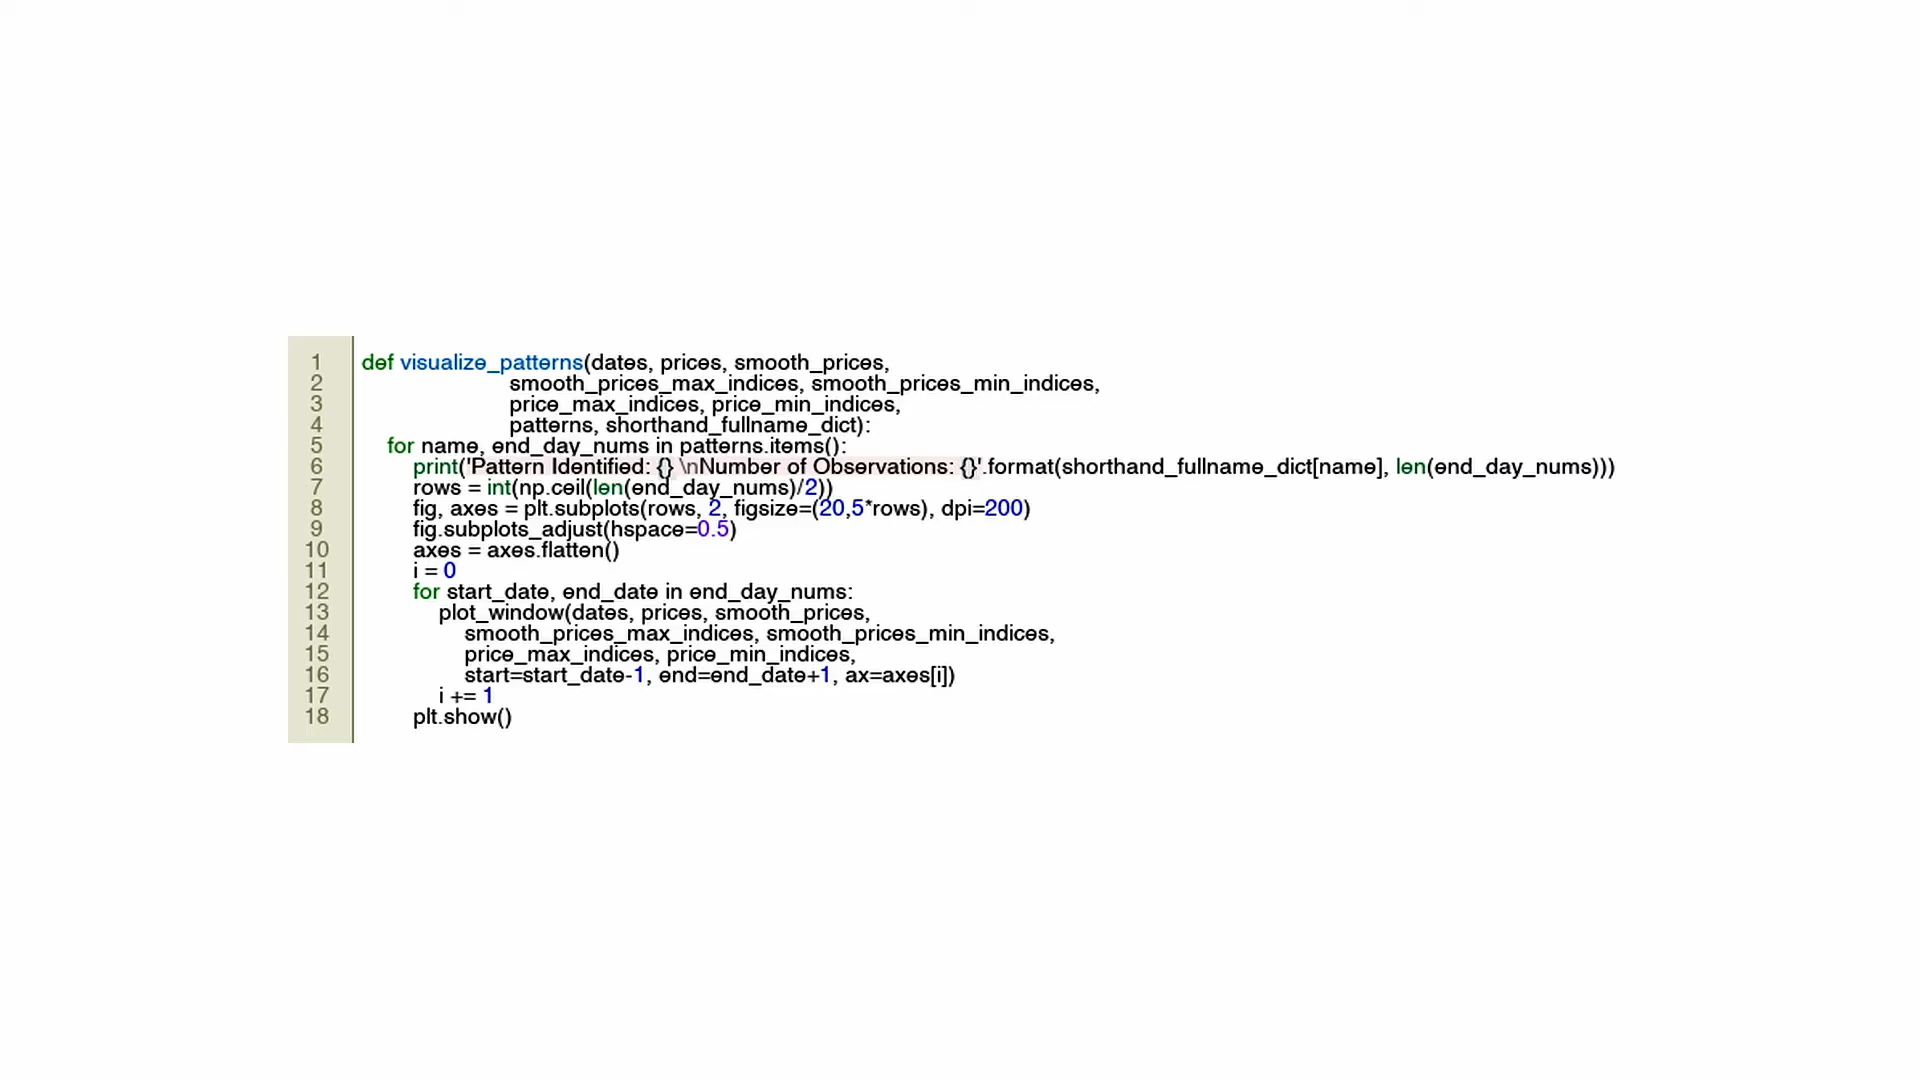 1 def visualize_patterns(dates, prices, smooth_prices,
2 smooth_prices_max_indices, smooth_prices_min_indices,
3 price_max_indices, price_min_indices,
4 patterns, shorthand_fullname_dict):
5 for name, end_day_nums in patterns.items():
6 print('Pattern Identified: {} \nNumber of Observations: {}'.format(shorthand_fullname_dict[name], len(end_day_nums)))
7 rows = int(np.ceil(len(end_day_nums)/2))
8 fig, axes = plt.subplots(rows, 2, figsize=(20,5*rows), dpi=200)
9 fig.subplots_adjust(hspace=0.5)
10 axes = axes.flatten()
11 i = 0
12 for start_date, end_date in end_day_nums:
13 plot_window(dates, prices, smooth_prices,
14 smooth_prices_max_indices, smooth_prices_min_indices,
15 price_max_indices, price_min_indices,
16 start=start_date-1, end=end_date+1, ax=axes[i])
17 i += 1
18 plt.show()